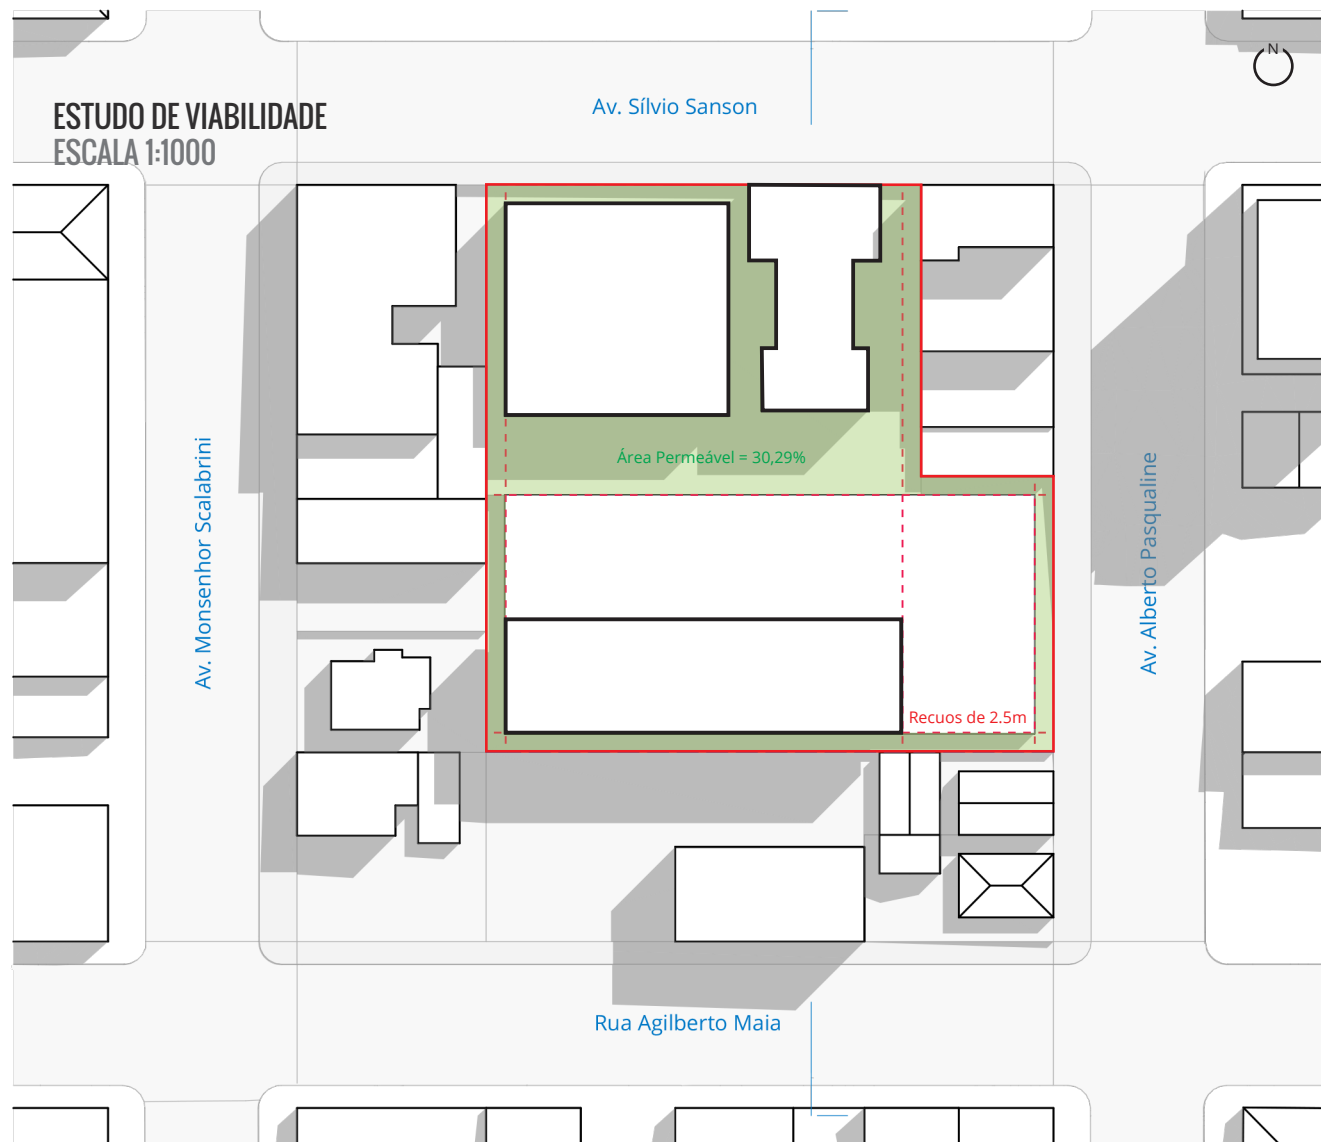 N
ESTUDO DE VIABILIDADE
ESCALA 1:1000
Av. Sílvio Sanson
Área Permeável = 30,29%
Av. Monsenhor Scalabrini
Av. Alberto Pasqualine
Recuos de 2.5m
Rua Agilberto Maia